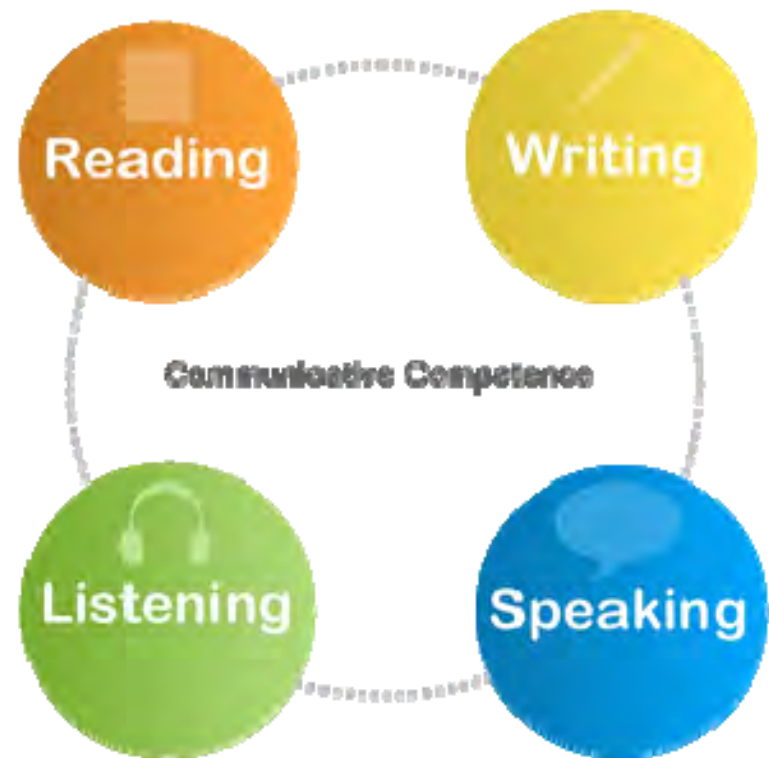 Reading
Writing
Communicative Competence
Listening
Speaking